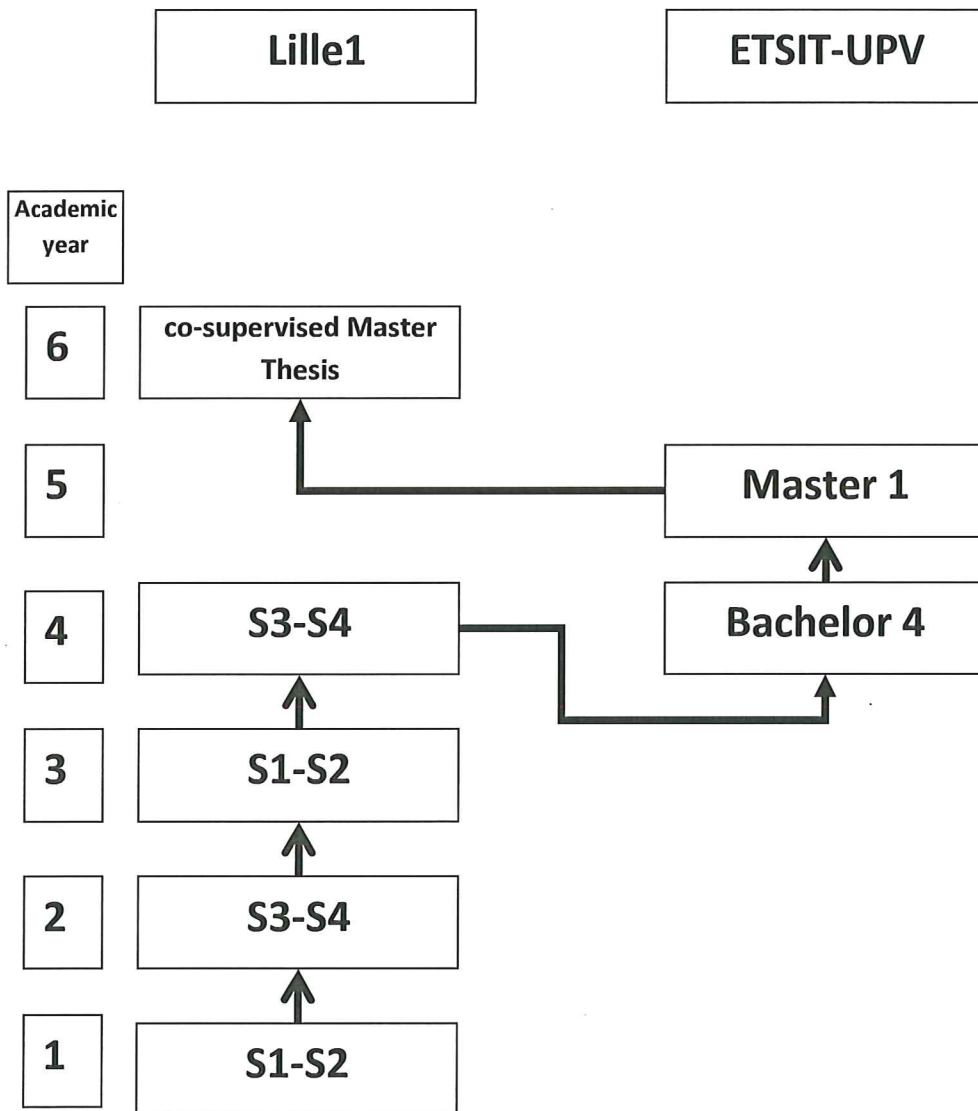 Lille1
ETSIT-UPV
Academic
year
6
co-supervised Master
Thesis
5
Master 1
4
S3-S4
Bachelor 4
3
S1-S2
2
S3-S4
1
S1-S2